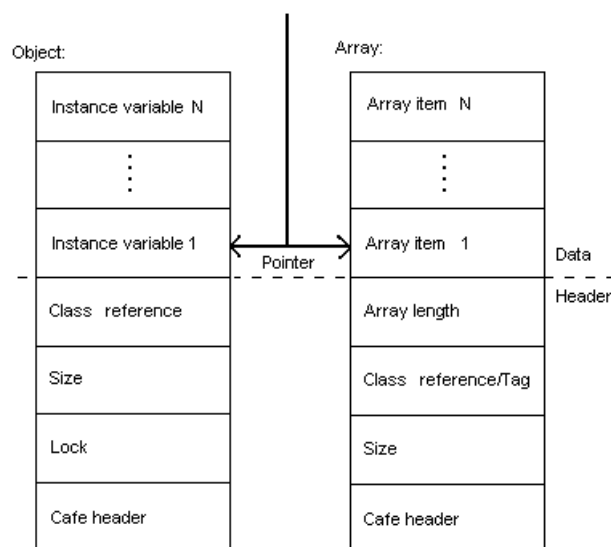 Object:
Instance variable N
Instance variable 1
Class reference
Size
Lock
Cafe header
Pointer
Array:
Array item N
Array item 1
Array length
Class reference/Tag
Size
Cafe header
Data
Header